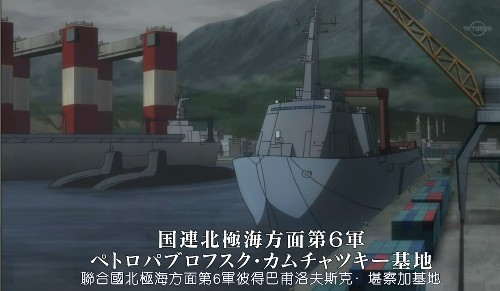 TV TOKYO
国連北極海方面第6軍
ペトロパブロフスク・カムチャツキー基地
聯合國北極海方面第6軍彼得巴甫洛夫斯克·堪察加基地